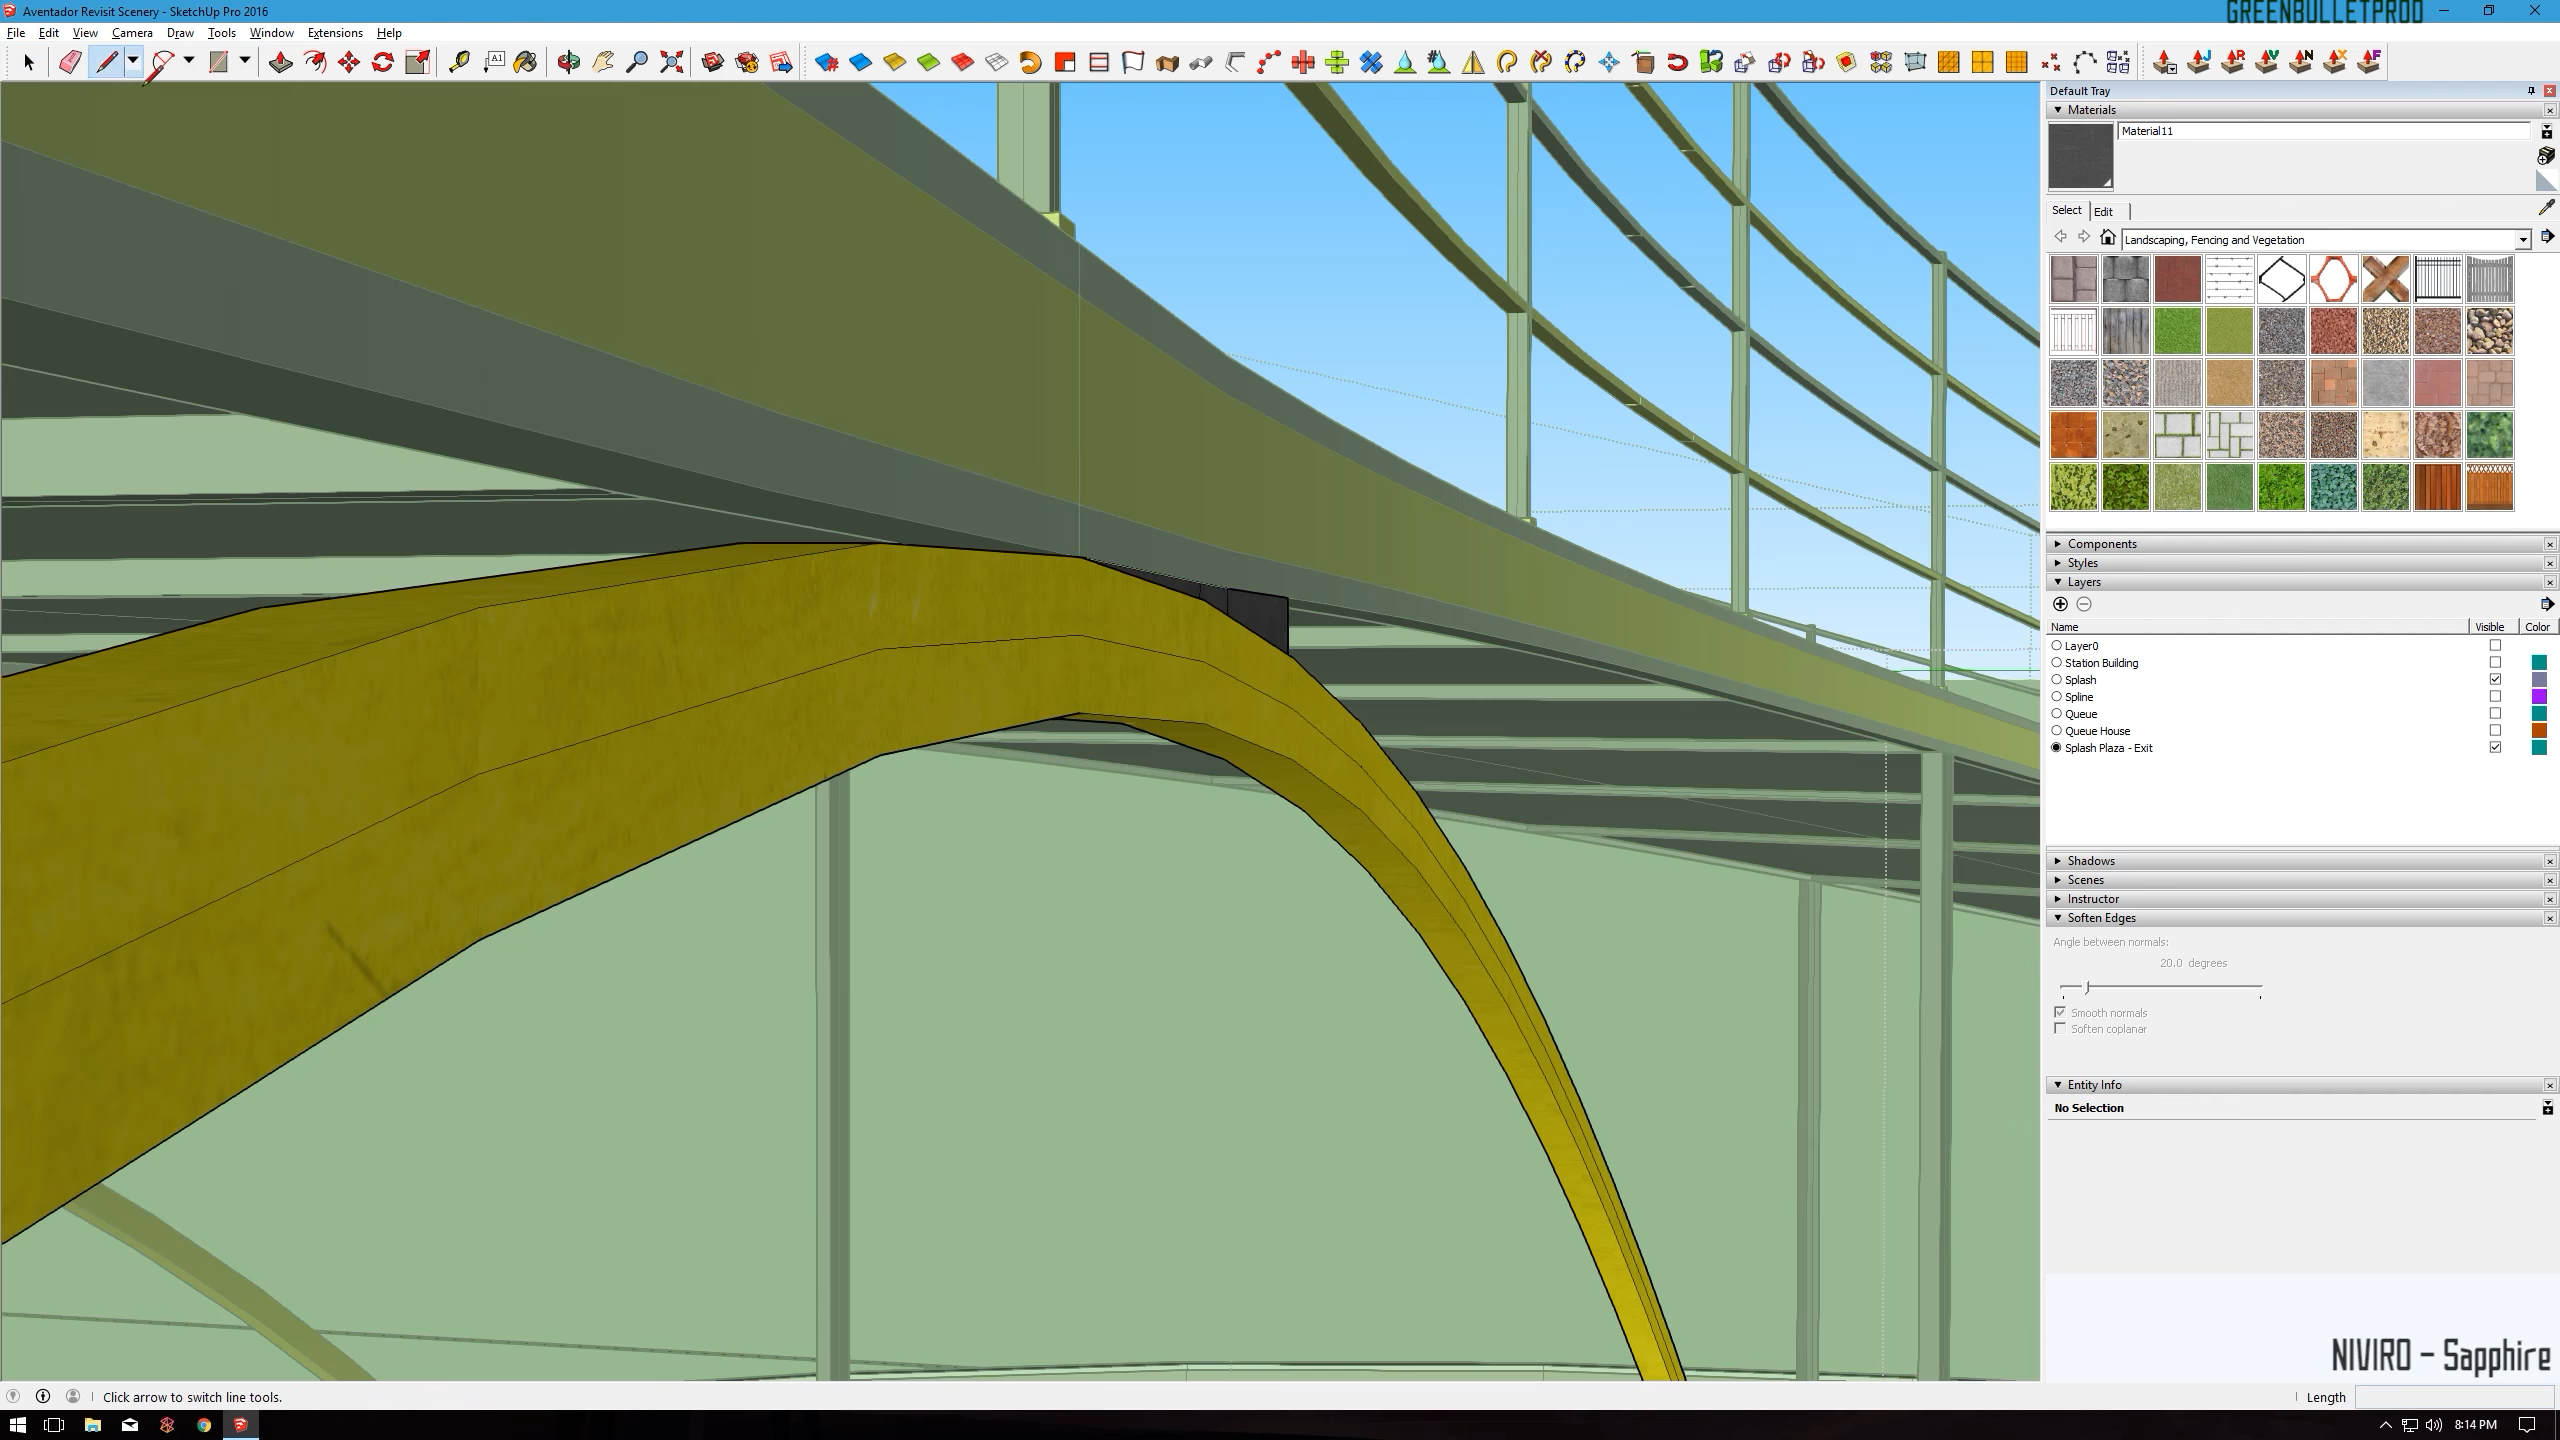 Aventador Revisit Scenery - SketchUp Pro 2016
GREENBULLETPROD
File Edit View Camera Draw Tools Window Extensions Help
A1
J R V N X F
Default Tray
Materials
Material11
Select Edit
Landscaping, Fencing and Vegetation
Components
Styles
Layers
Name Visible Color
Layer0
Station Building
Splash
Spline
Queue
Queue House
Splash Plaza - Exit
Shadows
Scenes
Instructor
Soften Edges
Angle between normals:
20.0 degrees
Smooth normals
Soften coplanar
Entity Info
No Selection
NIVIRO - Sapphire
Click arrow to switch line tools.
Length
8:14 PM